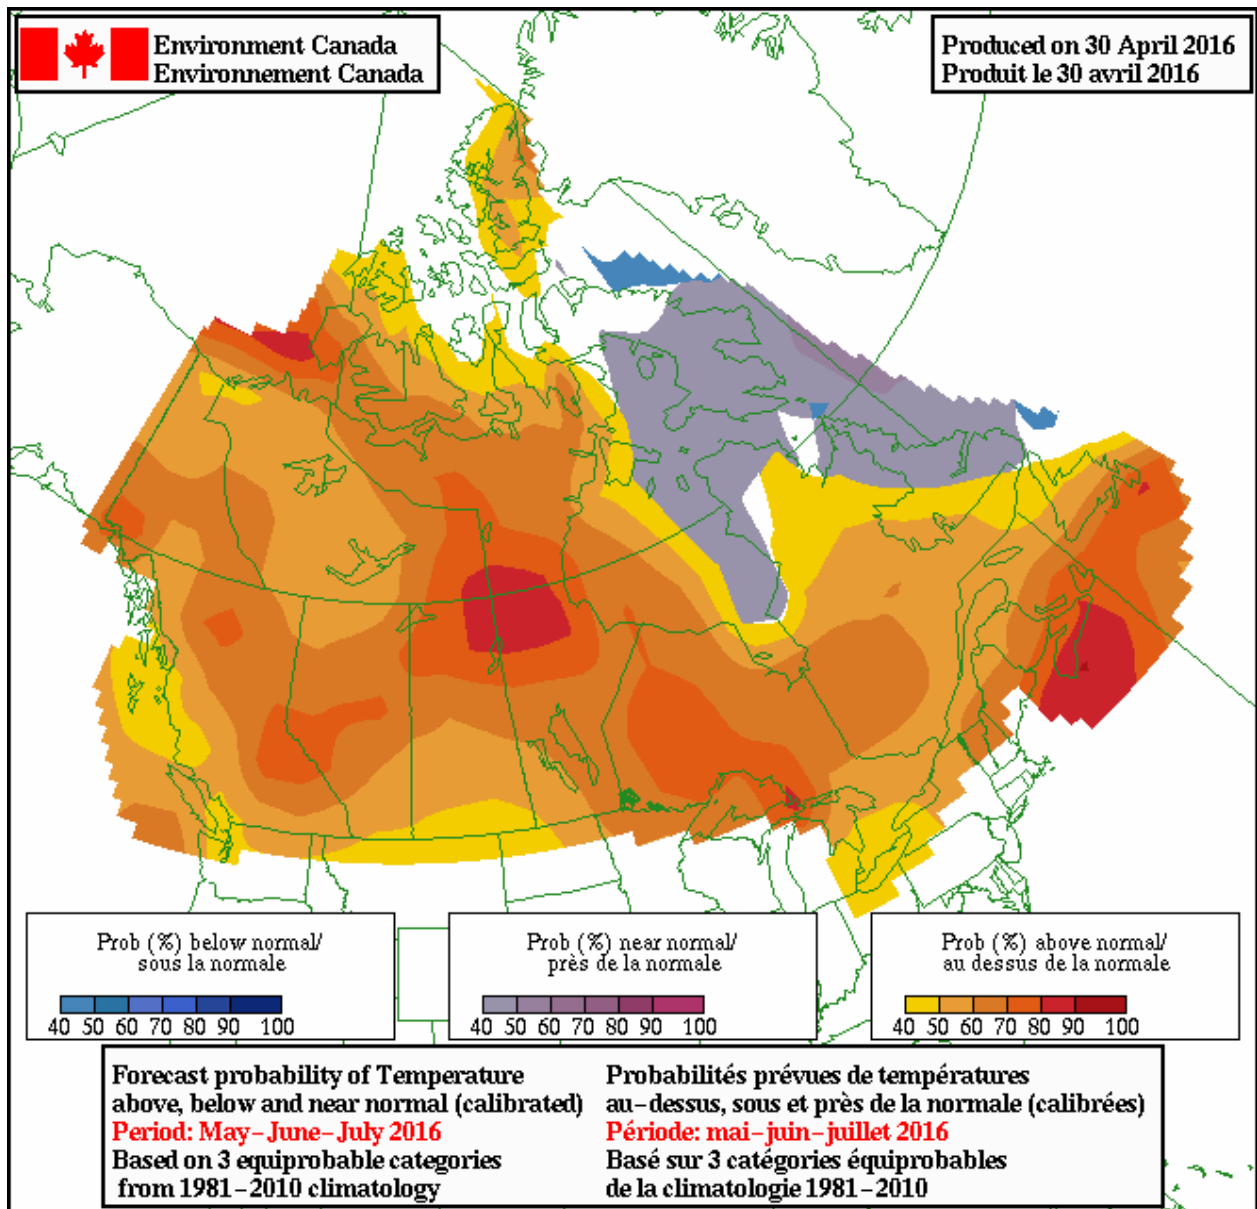 Environment Canada
Environnement Canada
Produced on 30 April 2016
Produit le 30 avril 2016
Prob (%) below normal/
sous la normale
40 50 60 70 80 90 100
Prob (%) near normal/
près de la normale
40 50 60 70 80 90 100
Prob (%) above normal/
au dessus de la normale
40 50 60 70 80 90 100
Forecast probability of Temperature
above, below and near normal (calibrated)
Period: May-June-July 2016
Based on 3 equiprobable categories
from 1981-2010 climatology
Probabilités prévues de températures
au-dessus, sous et près de la normale (calibrées)
Période: mai-juin-juillet 2016
Basé sur 3 catégories équiprobables
de la climatologie 1981-2010